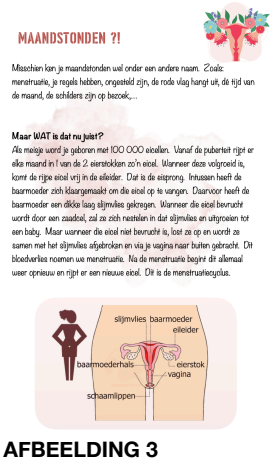 MAANDSTONDEN ?!
Misschien ken je maandstonden wel onder een andere naam. Zoals:
menstruatie, je regels hebben, ongesteld zijn, de rode vlag hangt uit, dé tijd van
de maand, de schilders zijn op bezoek,...
Maar WAT is dat nu juist?
Als meisje word je geboren met 100 000 eicellen. Vanaf de puberteit rijpt er
elke maand in 1 van de 2 eierstokken zo'n eicel. Wanneer deze volgroeid is,
komt de rijpe eicel vrij in de eileider. Dat is de eisprong. Intussen heeft de
baarmoeder zich klaargemaakt om die eicel op te vangen. Daarvoor heeft de
baarmoeder een dikke laag slijmvlies gekregen. Wanneer de eicel bevrucht
wordt door een zaadcel, zal ze zich nestelen in dat slijmvlies en uitgroeien tot
een baby. Maar wanneer de eicel niet bevrucht is, lost ze op en wordt ze
samen met het slijmvlies afgebroken en via je vagina naar buiten gebracht. Dit
bloedverlies noemen we menstruatie. Na de menstruatie begint dit allemaal
weer opnieuw en rijpt er een nieuwe eicel. Dit is de menstruatiecyclus.
slijmvlies baarmoeder
eileider
baarmoederhals
eierstok
vagina
schaamlippen
AFBEELDING 3